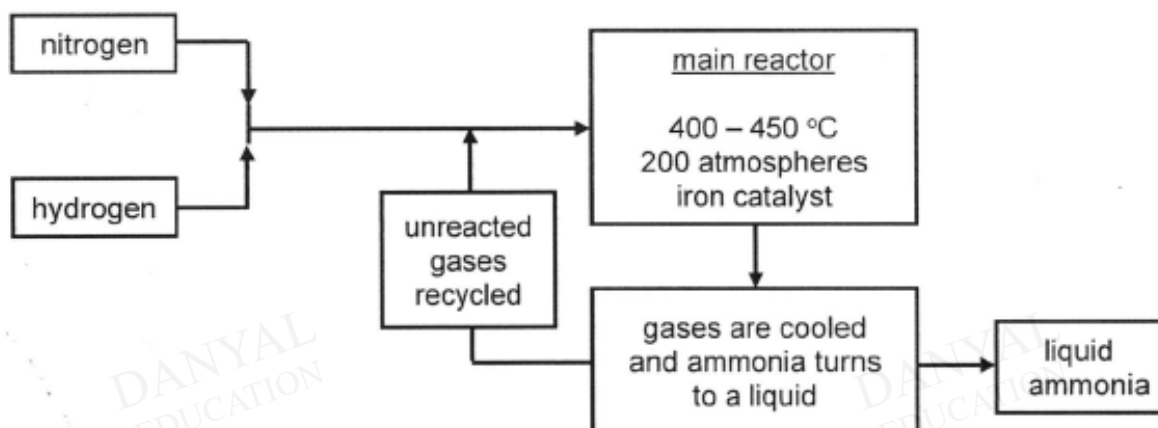 nitrogen
hydrogen
unreacted
gases
recycled
main reactor
400 – 450 °C
200 atmospheres
iron catalyst
gases are cooled
and ammonia turns
to a liquid
liquid
ammonia
DANYAL
EDUCATION
DANYAL
EDUCATION